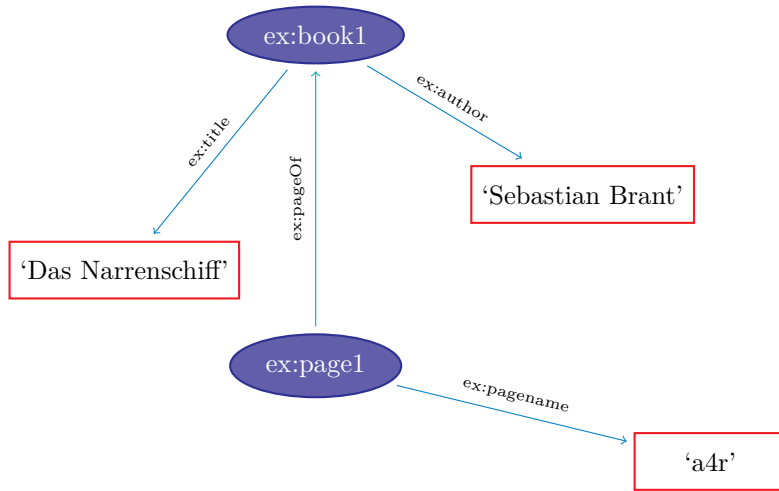 ex:book1
ex:author
ex:title
ex:pageOf
‘Sebastian Brant’
‘Das Narrenschiff’
ex:page1
ex:pagename
‘a4r’